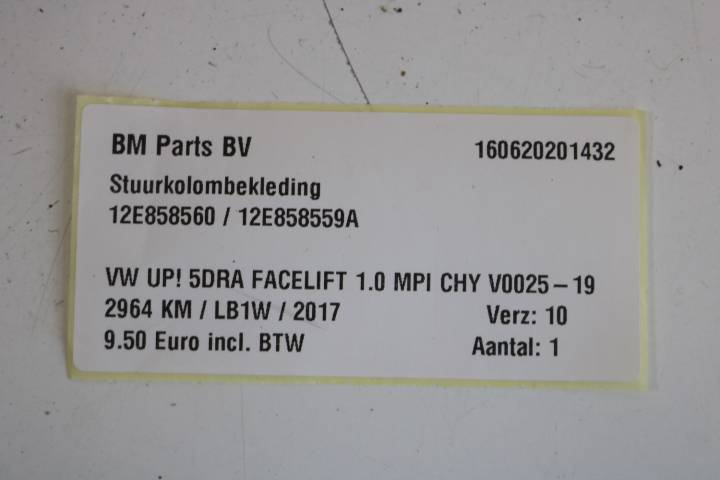 BM Parts BV 160620201432
Stuurkolombekleding
12E858560 / 12E858559A
VW UP! 5DRA FACELIFT 1.0 MPI CHY V0025-19
2964 KM / LB1W / 2017 Verz: 10
9.50 Euro incl. BTW Aantal: 1